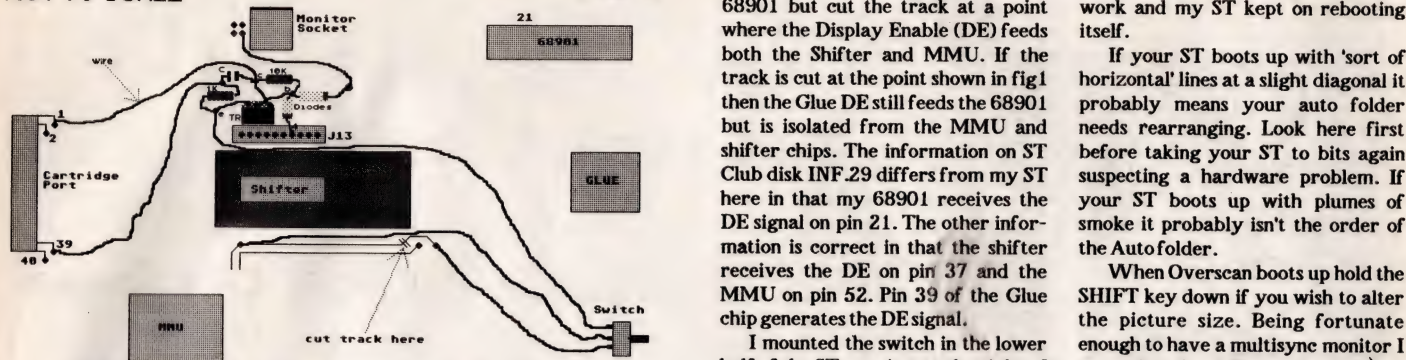 Monitor
Socket
21
68901
wire
C
10K
1K
Diodes
TR
J13
1
2
Cartridge
Port
39
40
Shifter
GLUE
MMU
cut track here
Switch
68901 but cut the track at a point
where the Display Enable (DE) feeds
both the Shifter and MMU. If the
track is cut at the point shown in fig1
then the Glue DE still feeds the 68901
but is isolated from the MMU and
shifter chips. The information on ST
Club disk INF.29 differs from my ST
here in that my 68901 receives the
DE signal on pin 21. The other infor-
mation is correct in that the shifter
receives the DE on pin 37 and the
MMU on pin 52. Pin 39 of the Glue
chip generates the DE signal.
I mounted the switch in the lower
work and my ST kept on rebooting
itself.
If your ST boots up with 'sort of
horizontal' lines at a slight diagonal it
probably means your auto folder
needs rearranging. Look here first
before taking your ST to bits again
suspecting a hardware problem. If
your ST boots up with plumes of
smoke it probably isn't the order of
the Auto folder.
When Overscan boots up hold the
SHIFT key down if you wish to alter
the picture size. Being fortunate
enough to have a multisync monitor I